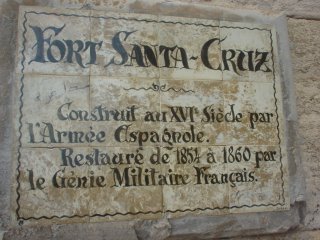 FORT SANTA-CRUZ
Construit au XVIᵉ Siècle par
l'Armée Espagnole.
Restauré de 1854 à 1860 par
le Génie Militaire Français.